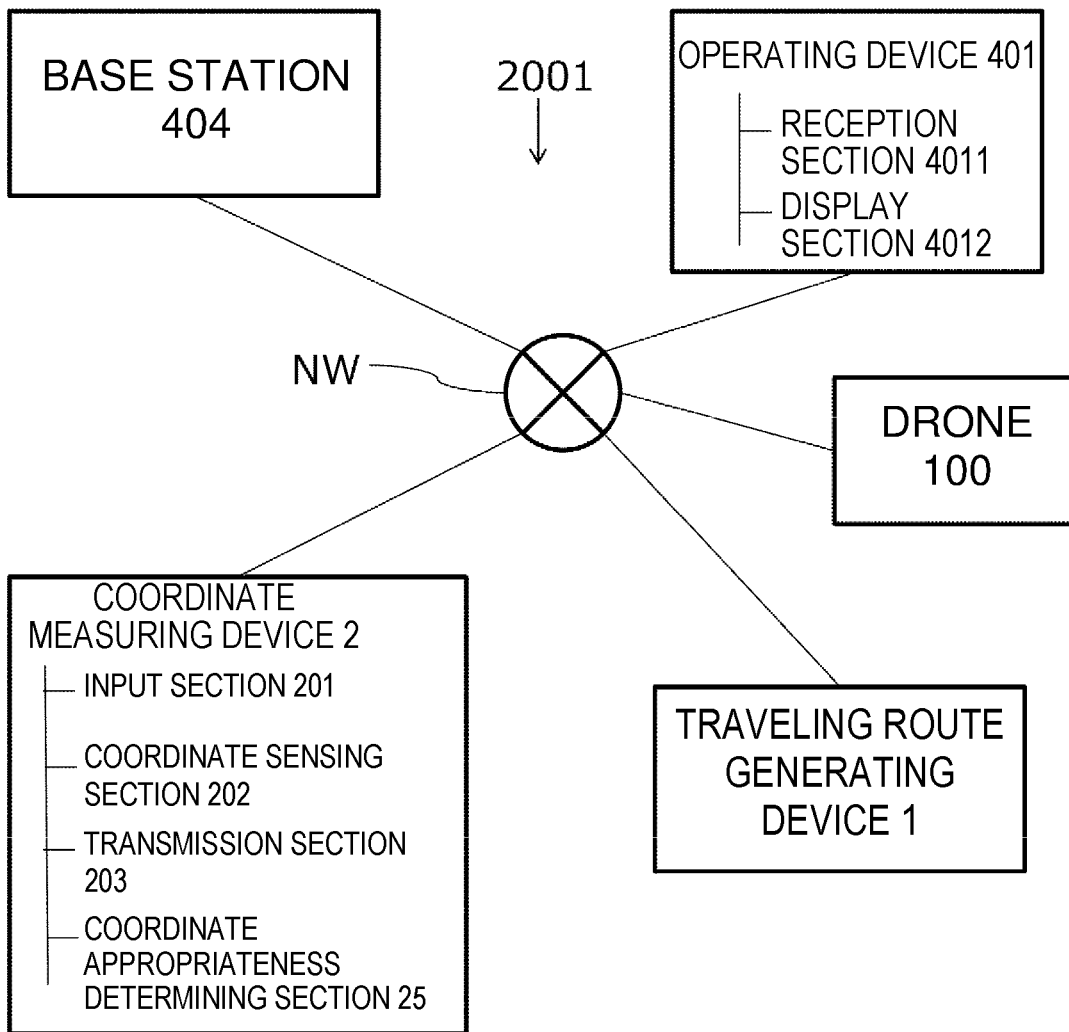 BASE STATION
404
2001
OPERATING DEVICE 401
RECEPTION
SECTION 4011
DISPLAY
SECTION 4012
NW
DRONE
100
COORDINATE
MEASURING DEVICE 2
INPUT SECTION 201
COORDINATE SENSING
SECTION 202
TRANSMISSION SECTION
203
COORDINATE
APPROPRIATENESS
DETERMINING SECTION 25
TRAVELING ROUTE
GENERATING
DEVICE 1